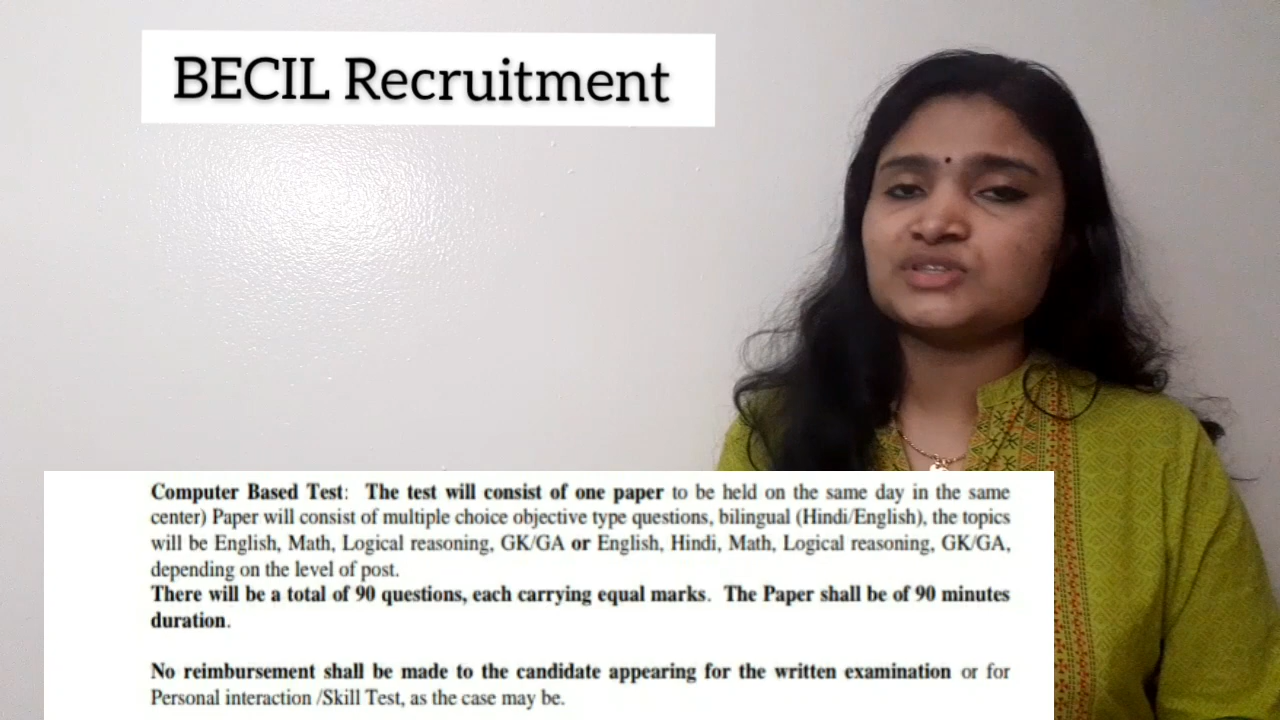 BECIL Recruitment
Computer Based Test: The test will consist of one paper to be held on the same day in the same
center) Paper will consist of multiple choice objective type questions, bilingual (Hindi/English), the topics
will be English, Math, Logical reasoning, GK/GA or English, Hindi, Math, Logical reasoning, GK/GA,
depending on the level of post.
There will be a total of 90 questions, each carrying equal marks. The Paper shall be of 90 minutes
duration.
No reimbursement shall be made to the candidate appearing for the written examination or for
Personal interaction /Skill Test, as the case may be.